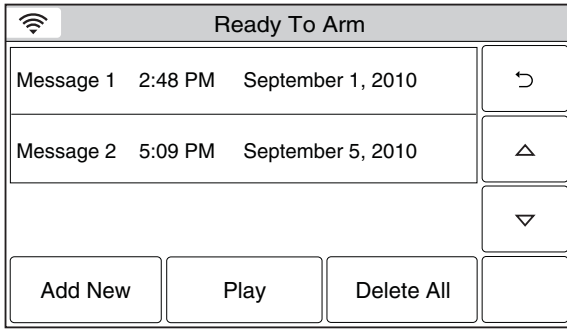 Ready To Arm
Message 1 2:48 PM September 1, 2010
Message 2 5:09 PM September 5, 2010
Add New Play Delete All